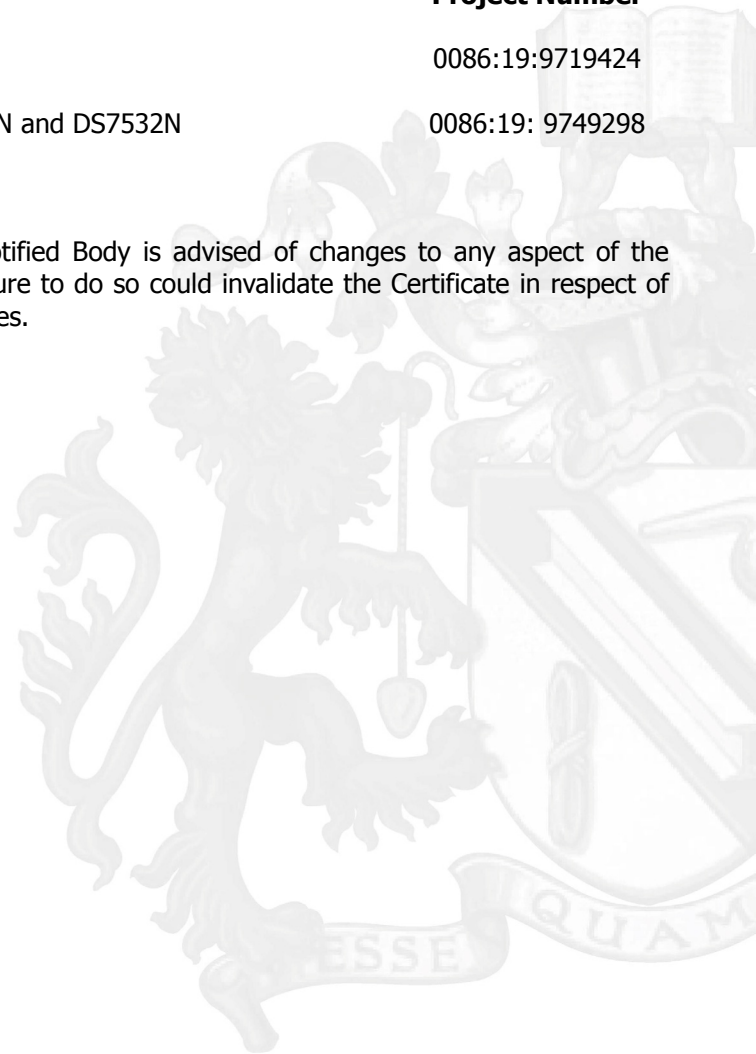 Project Number
0086:19:9719424
N and DS7532N 0086:19: 9749298
otified Body is advised of changes to any aspect of the
ure to do so could invalidate the Certificate in respect of
es.
ESSE QUAM